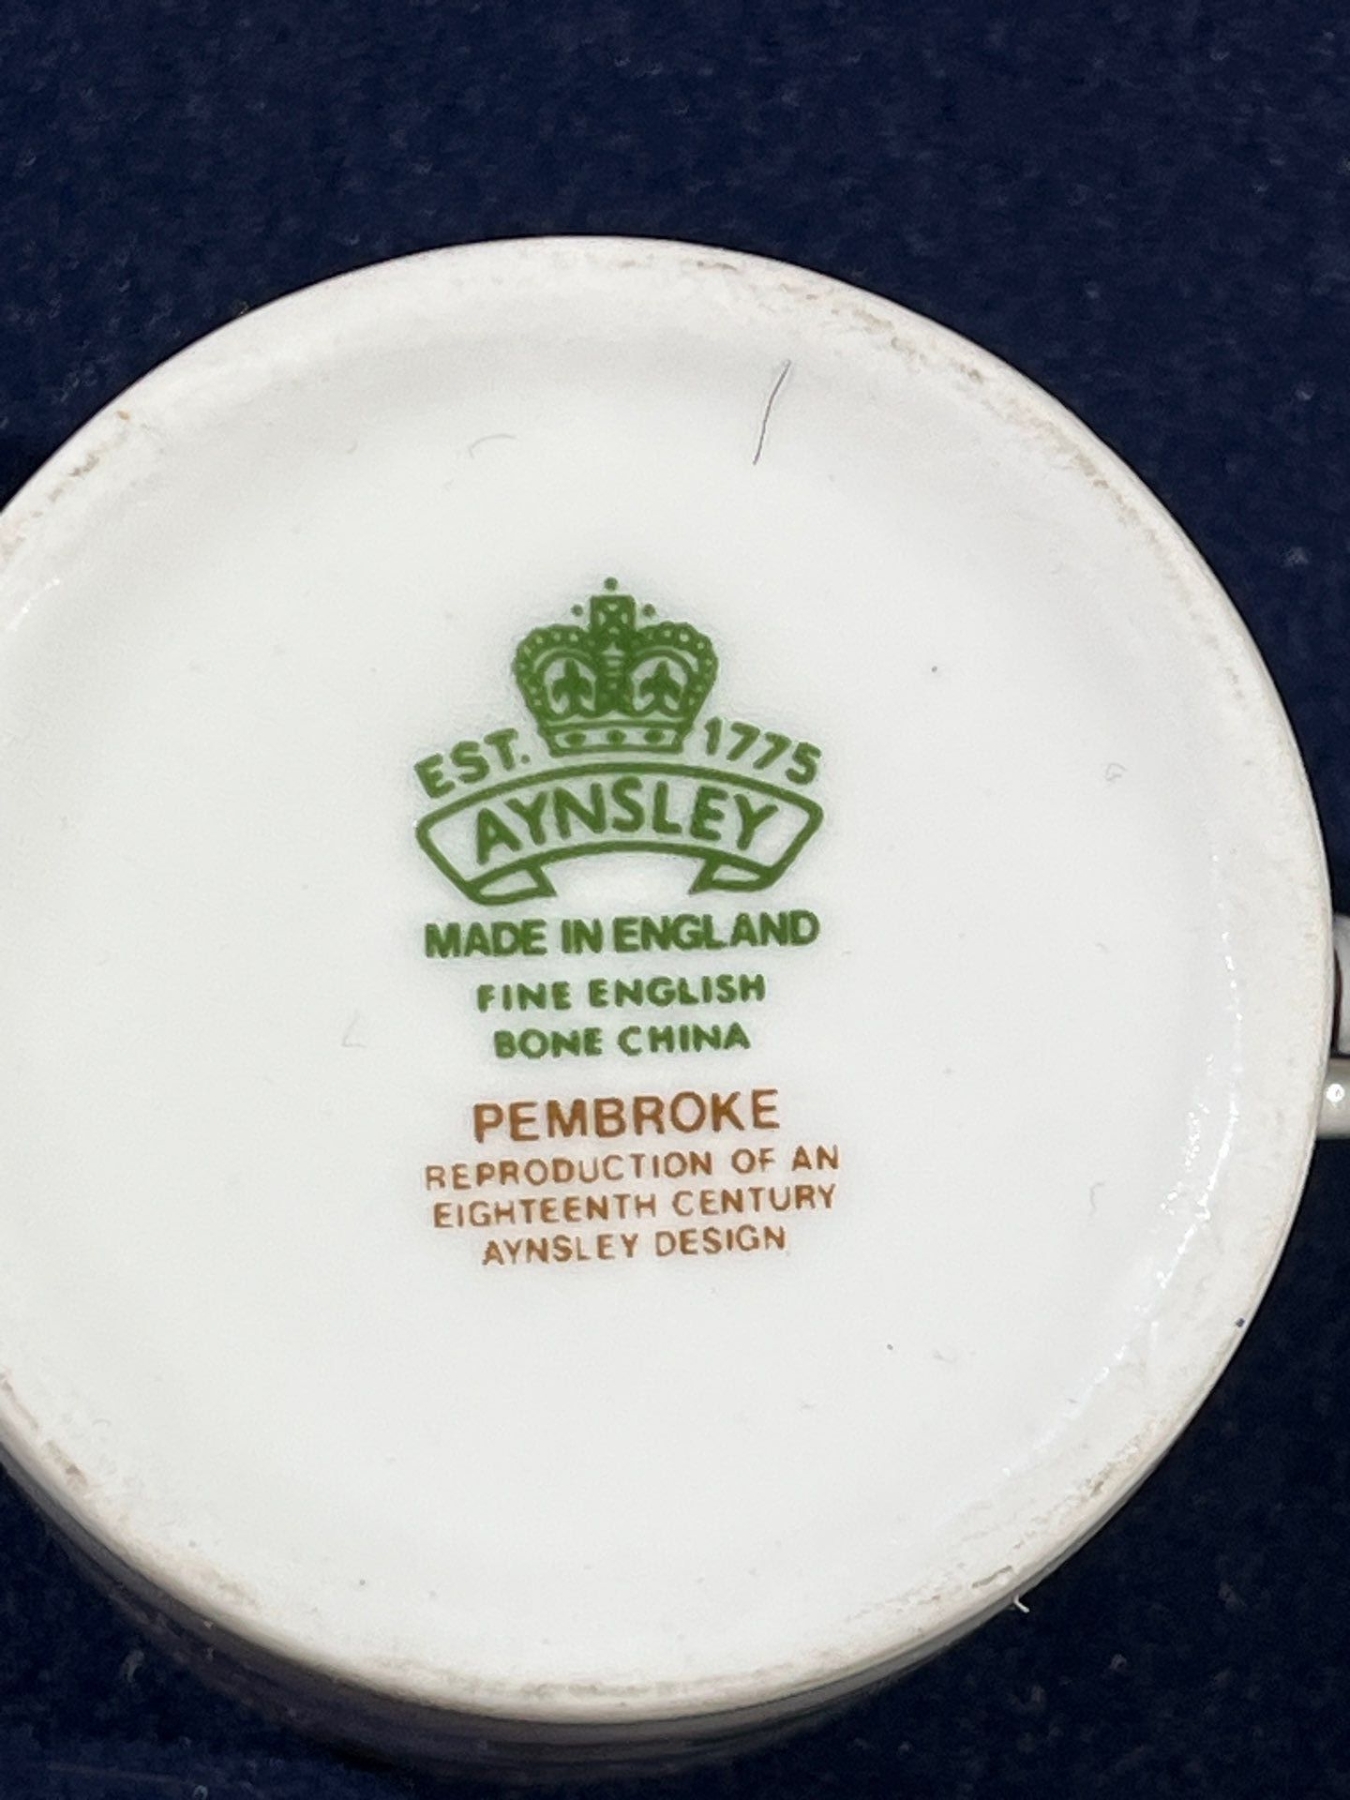 EST. 1775
AYNSLEY
MADE IN ENGLAND
FINE ENGLISH
BONE CHINA
PEMBROKE
REPRODUCTION OF AN
EIGHTEENTH CENTURY
AYNSLEY DESIGN